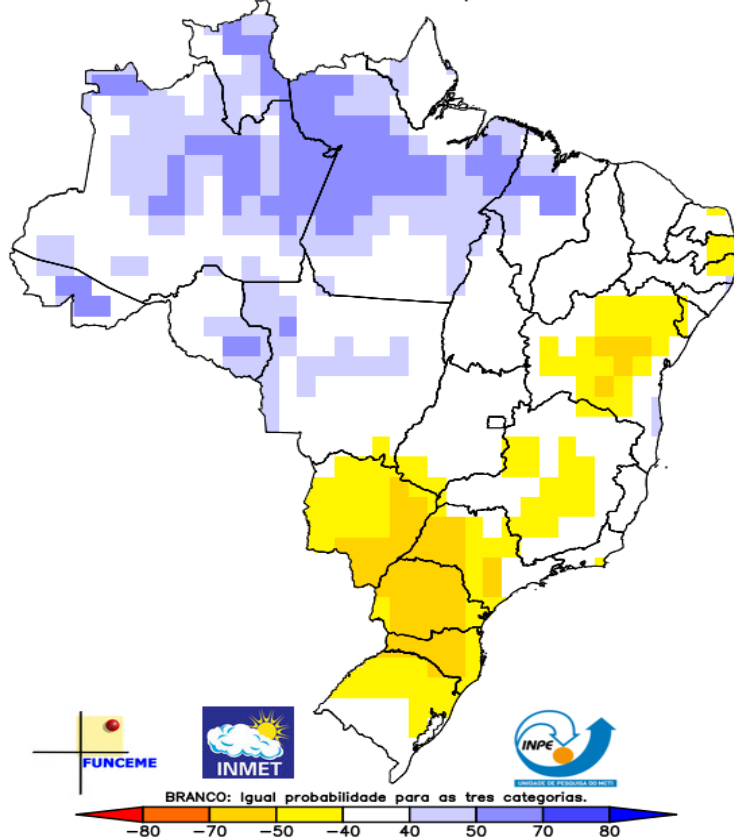 FUNCEME
INMET
INPE
UNIDADE DE PESQUISA DO MCTI
BRANCO: Igual probabilidade para as tres categorias.
-80 -70 -50 -40 40 50 70 80